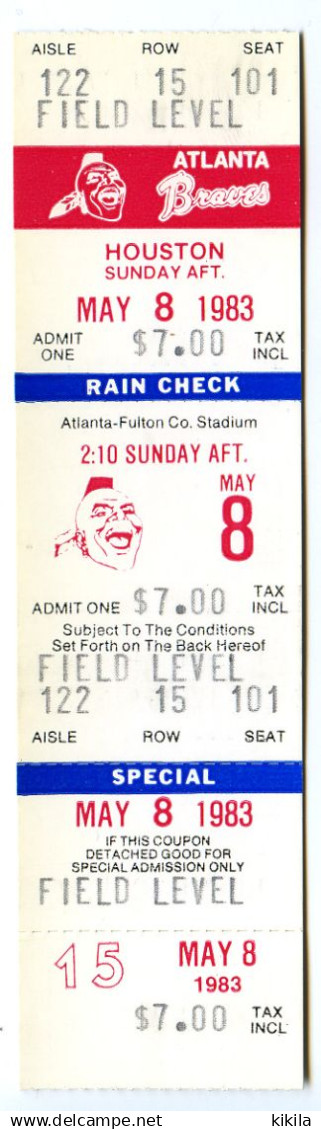 AISLE ROW SEAT
122 15 101
FIELD LEVEL
ATLANTA
Braves
HOUSTON
SUNDAY AFT.
MAY 8 1983
ADMIT ONE $7.00 TAX INCL
RAIN CHECK
Atlanta-Fulton Co. Stadium
2:10 SUNDAY AFT.
MAY
8
ADMIT ONE $7.00 TAX INCL
Subject To The Conditions
Set Forth on The Back Hereof
FIELD LEVEL
122 15 101
AISLE ROW SEAT
SPECIAL
MAY 8 1983
IF THIS COUPON
DETACHED GOOD FOR
SPECIAL ADMISSION ONLY
FIELD LEVEL
15 MAY 8
1983
$7.00 TAX INCL
kikila